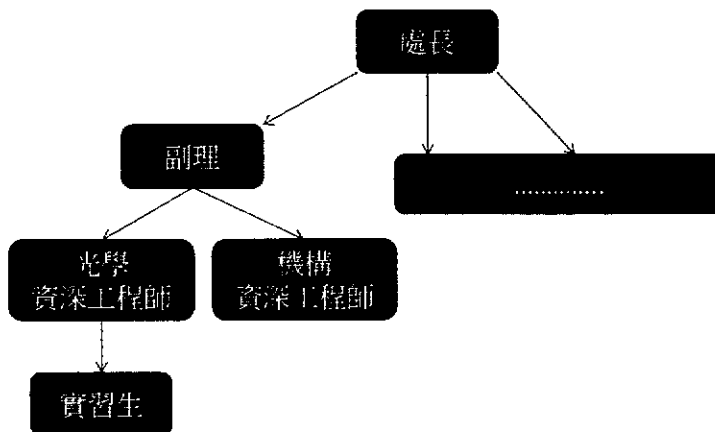 處長
副理
..............
光學
資深工程師
機構
資深工程師
實習生